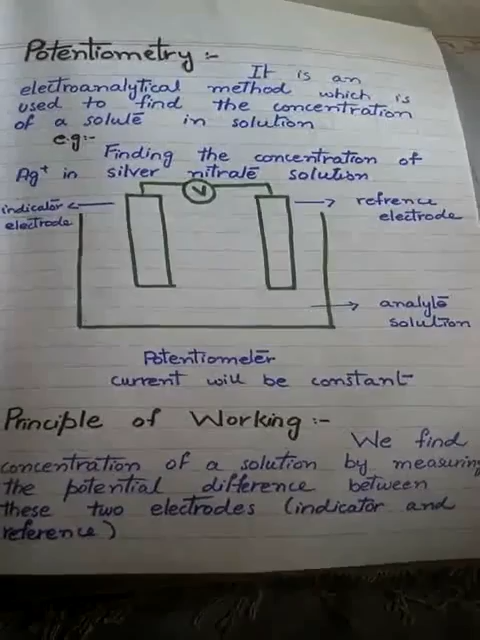 Potentiometry :-
It is an
electroanalytical method which is
used to find the concentration
of a solute in solution
e.g:-
Finding the concentration of
Ag+ in silver nitrate solution
V
indicator
electrode
refrence
electrode
analyte
solution
Potentiometer
current will be constant
Principle of Working :-
We find
concentration of a solution by measuring
the potential difference between
these two electrodes (indicator and
reference)